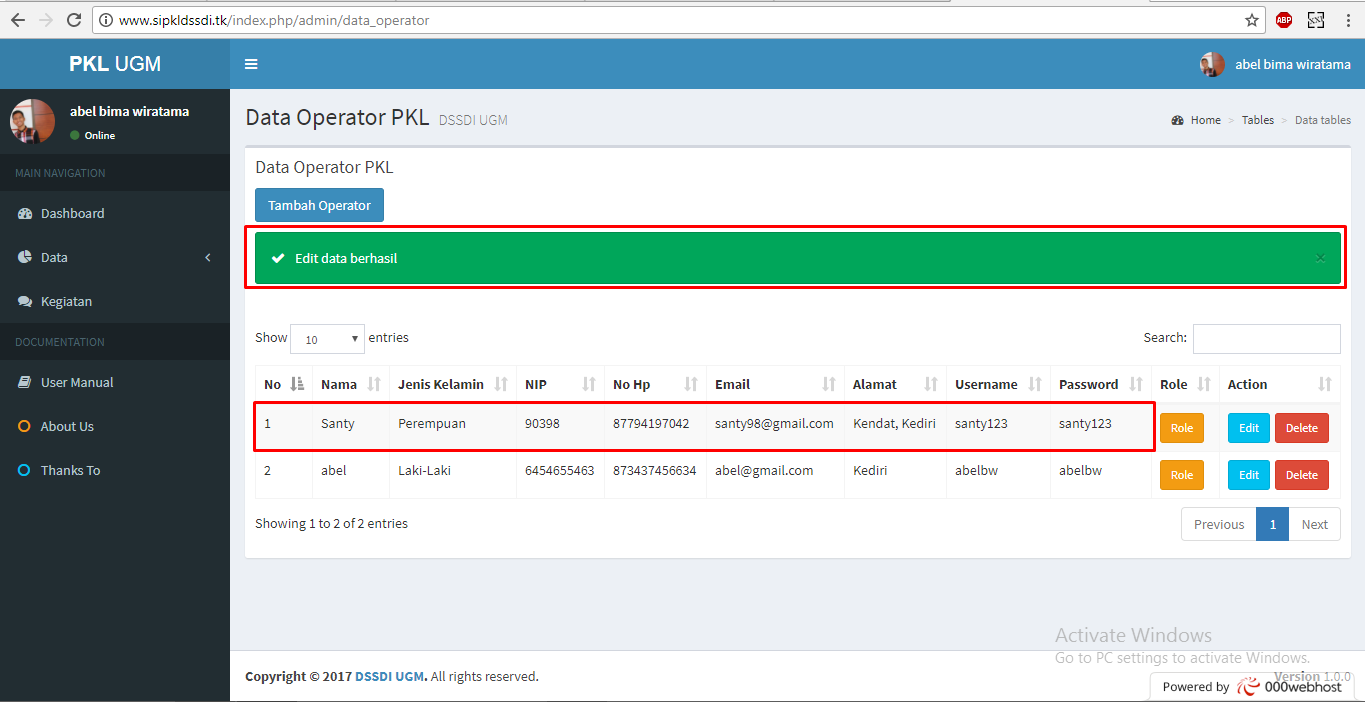 www.sipkldssdi.tk/index.php/admin/data_operator
ABP
PKL UGM
abel bima wiratama
abel bima wiratama
Online
MAIN NAVIGATION
Dashboard
Data
Kegiatan
DOCUMENTATION
User Manual
About Us
Thanks To
Data Operator PKL DSSDI UGM
Home > Tables > Data tables
Data Operator PKL
Tambah Operator
Edit data berhasil ×
Show 10 entries Search:
No Nama Jenis Kelamin NIP No Hp Email Alamat Username Password Role Action
1 Santy Perempuan 90398 87794197042 santy98@gmail.com Kendat, Kediri santy123 santy123 Role Edit Delete
2 abel Laki-Laki 6454655463 873437456634 abel@gmail.com Kediri abelbw abelbw Role Edit Delete
Showing 1 to 2 of 2 entries Previous 1 Next
Activate Windows
Go to PC settings to activate Windows.
Copyright © 2017 DSSDI UGM. All rights reserved.
Version 1.0.0
Powered by 000webhost